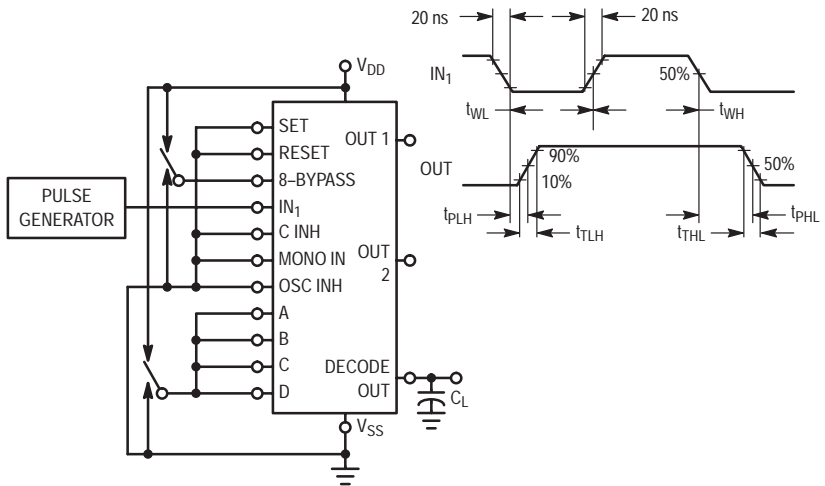 20 ns
20 ns
VDD
IN1
50%
SET
tWL
tWH
OUT 1
RESET
90%
8–BYPASS
OUT
50%
PULSE GENERATOR
10%
IN1
tPLH
tPHL
C INH
tTLH
tTHL
MONO IN
OUT 2
OSC INH
A
B
C
DECODE OUT
D
CL
VSS